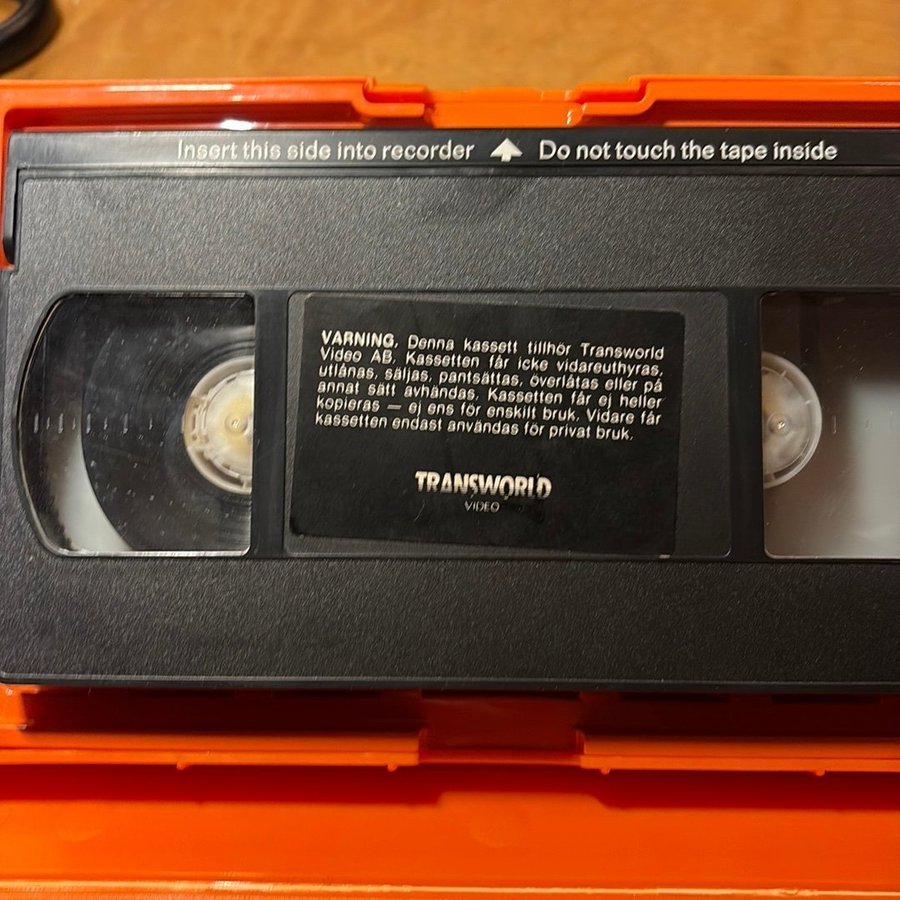 Insert this side into recorder Do not touch the tape inside
VARNING. Denna kassett tillhör Transworld
Video AB. Kassetten får icke vidareuthyras,
utlånas, säljas, pantsättas, överlåtas eller på
annat sätt avhändas. Kassetten får ej heller
kopieras — ej ens för enskilt bruk. Vidare får
kassetten endast användas för privat bruk.
TRANSWORLD
VIDEO